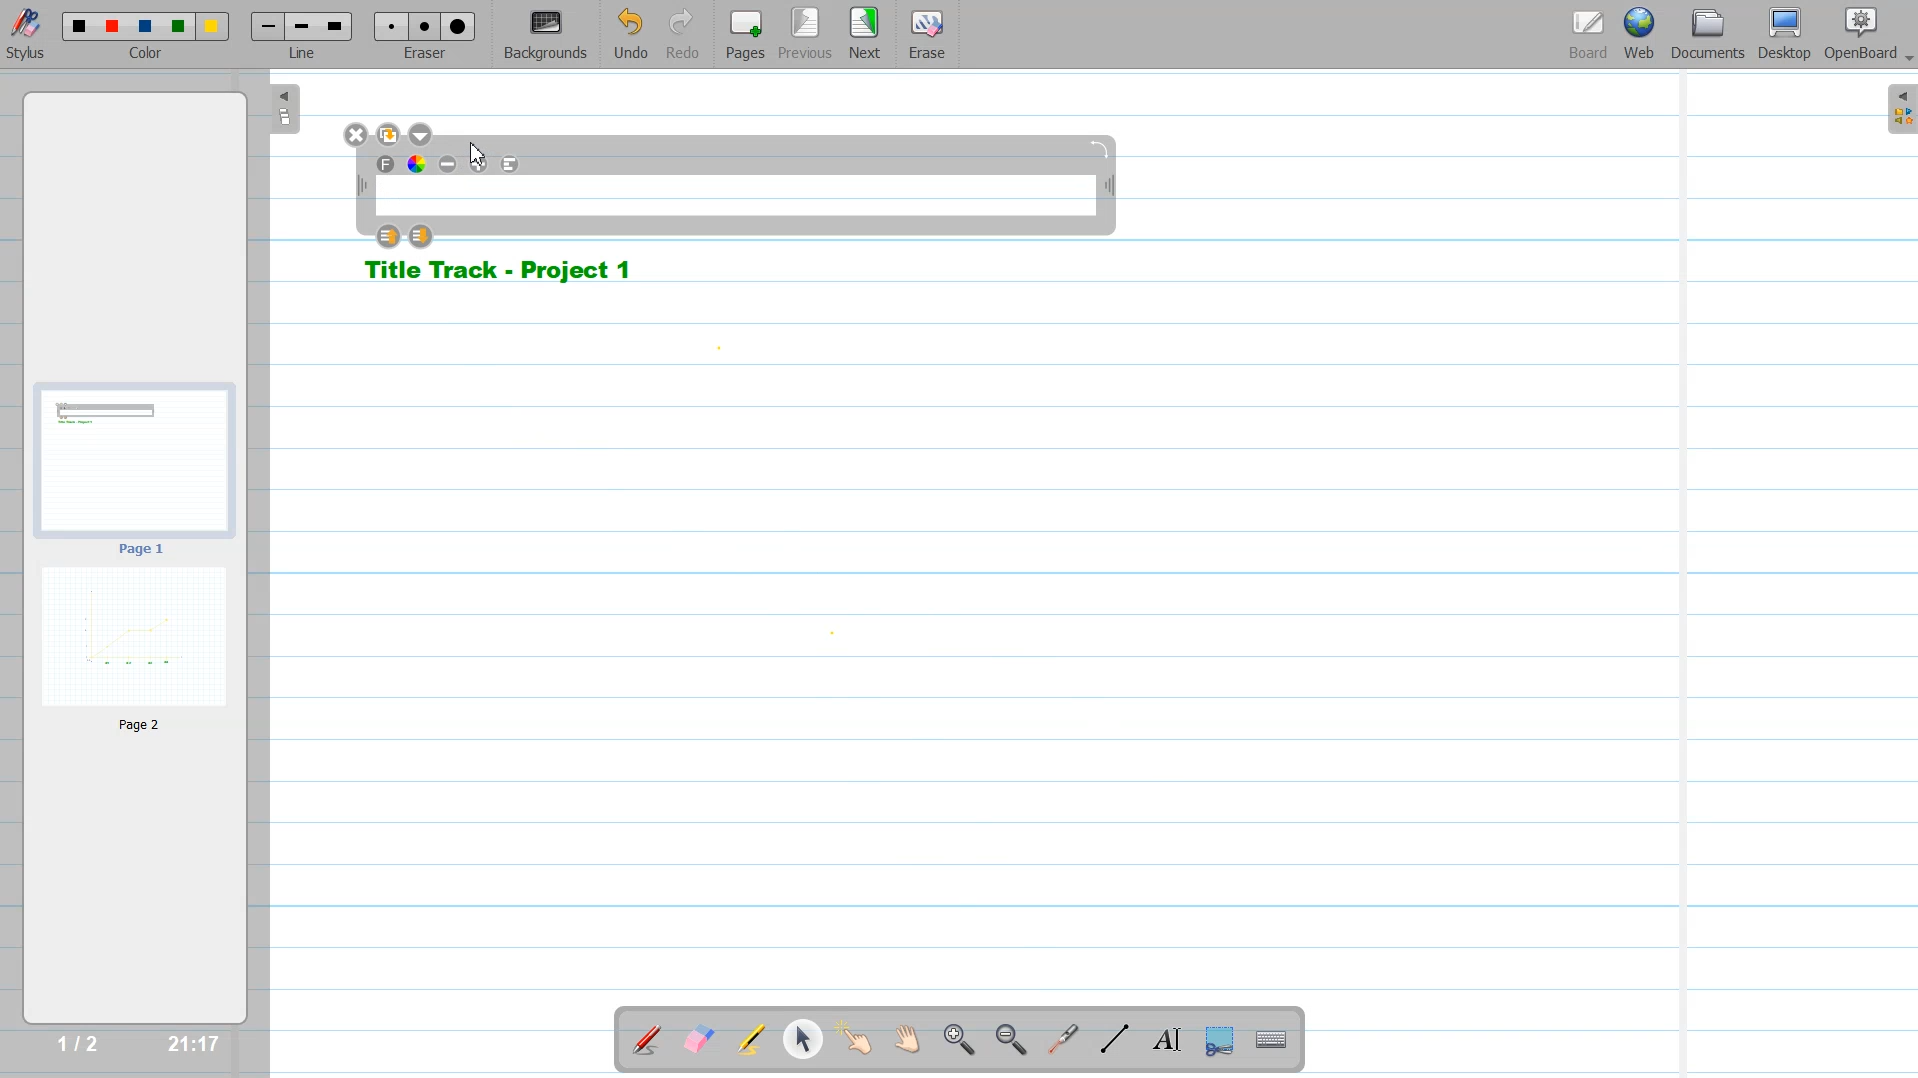 Stylus
Color
Line
Eraser
Backgrounds
Undo
Redo
Pages
Previous
Next
Erase
Board
Web
Documents
Desktop
OpenBoard
F
Title Track - Project 1
Page 1
Page 2
1 / 2
21:17
AI